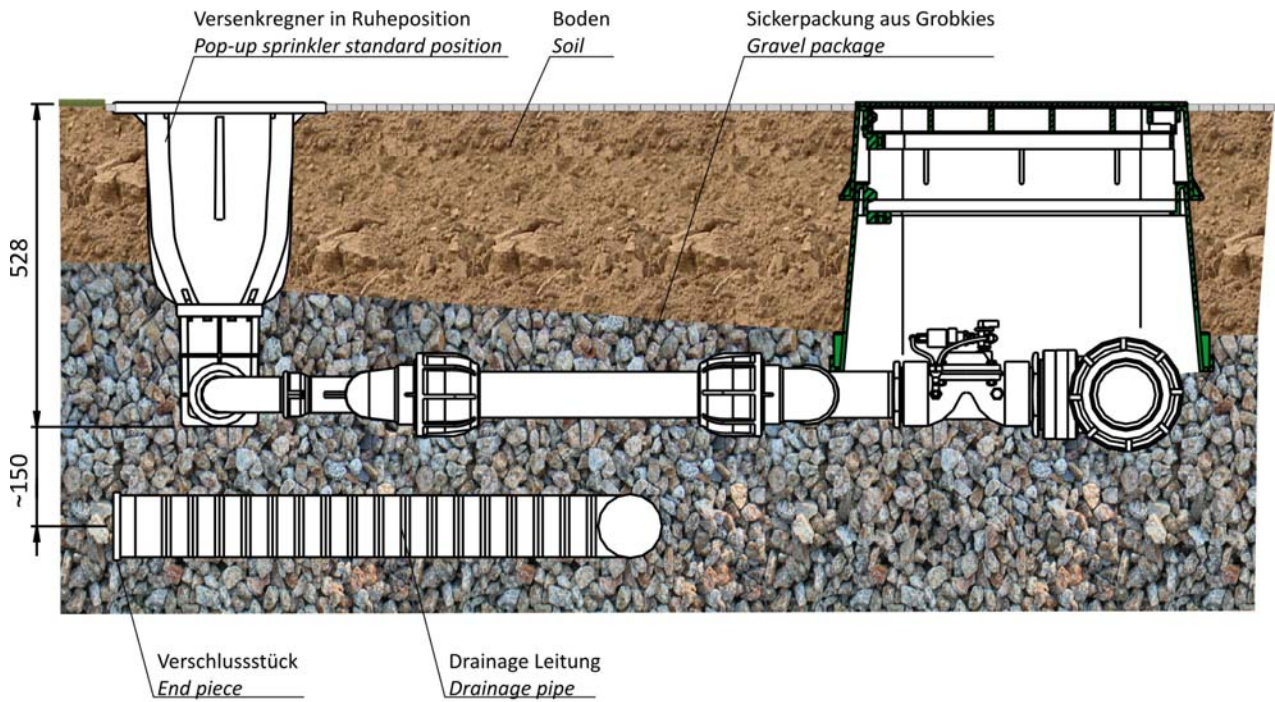 Versenkregner in Ruheposition
Pop-up sprinkler standard position
Boden
Soil
Sickerpackung aus Grobkies
Gravel package
528
~150
Verschlussstück
End piece
Drainage Leitung
Drainage pipe